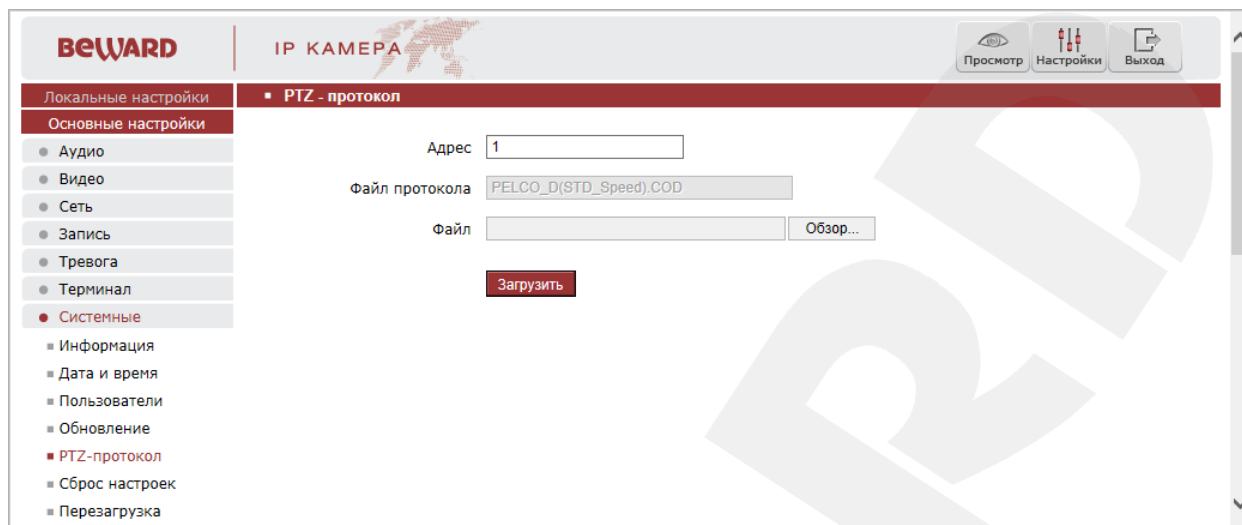 BEWARD
IP КАМЕРА
Просмотр
Настройки
Выход
Локальные настройки
Основные настройки
Аудио
Видео
Сеть
Запись
Тревога
Терминал
Системные
Информация
Дата и время
Пользователи
Обновление
PTZ-протокол
Сброс настроек
Перезагрузка
PTZ - протокол
Адрес 1
Файл протокола PELCO_D(STD_Speed).COD
Файл Обзор...
Загрузить
RD